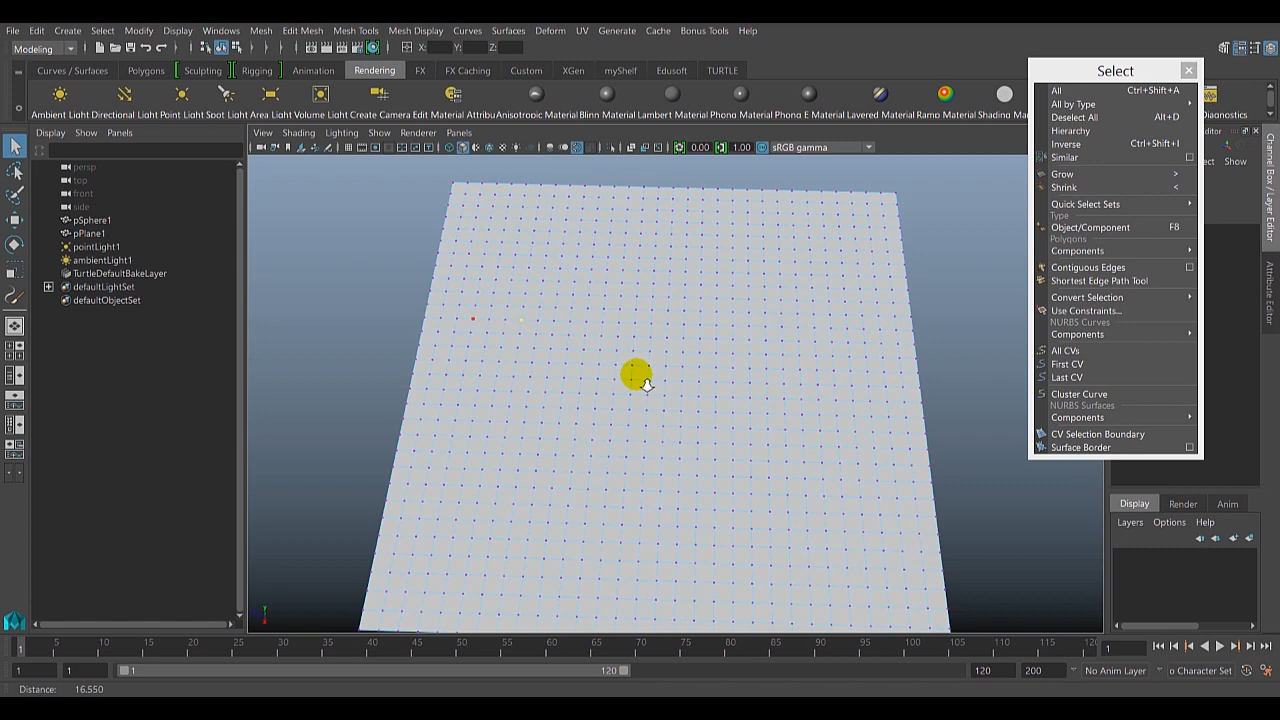 File Edit Create Select Modify Display Windows Mesh Edit Mesh Mesh Tools Mesh Display Curves Surfaces Deform UV Generate Cache Bonus Tools Help
Modeling X: Y: Z:
Curves / Surfaces Polygons Sculpting Rigging Animation Rendering FX FX Caching Custom XGen myShelf Edusoft TURTLE
Ambient Light Directional Light Point Light Spot Light Area Light Volume Light Create Camera Edit Material Attribu Anisotropic Material Blinn Material Lambert Material Phong Material Phong E Material Layered Material Ramp Material Shading Ma
Display Show Panels
View Shading Lighting Show Renderer Panels
0.00 1.00 sRGB gamma
persp
top
front
side
pSphere1
pPlane1
pointLight1
ambientLight1
TurtleDefaultBakeLayer
defaultLightSet
defaultObjectSet
Select
All Ctrl+Shift+A
All by Type
Deselect All Alt+D
Hierarchy
Inverse Ctrl+Shift+I
Similar
Grow >
Shrink <
Quick Select Sets
Type
Object/Component F8
Polygons
Components
Contiguous Edges
Shortest Edge Path Tool
Convert Selection
Use Constraints...
NURBS Curves
Components
All CVs
First CV
Last CV
Cluster Curve
NURBS Surfaces
Components
CV Selection Boundary
Surface Border
Diagnostics
ditor
ect Show
Channel Box / Layer Editor
Attribute Editor
Display Render Anim
Layers Options Help
5 10 15 20 25 30 35 40 45 50 55 60 65 70 75 80 85 90 95 100 105 110 115 12
1 1
1 1 1 120 120 200 No Anim Layer o Character Set
Distance: 16.550